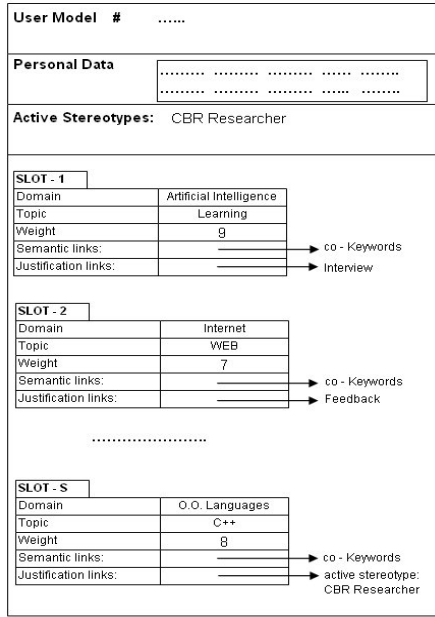 User Model # ......
Personal Data
......... ......... ......... ...... ........
......... ......... ......... ...... ........
Active Stereotypes: CBR Researcher
SLOT - 1
Domain Artificial Intelligence
Topic Learning
Weight 9
Semantic links: co - Keywords
Justification links: Interview
SLOT - 2
Domain Internet
Topic WEB
Weight 7
Semantic links: co - Keywords
Justification links: Feedback
.......................
SLOT - S
Domain O.O. Languages
Topic C++
Weight 8
Semantic links: co - Keywords
Justification links: active stereotype:
CBR Researcher